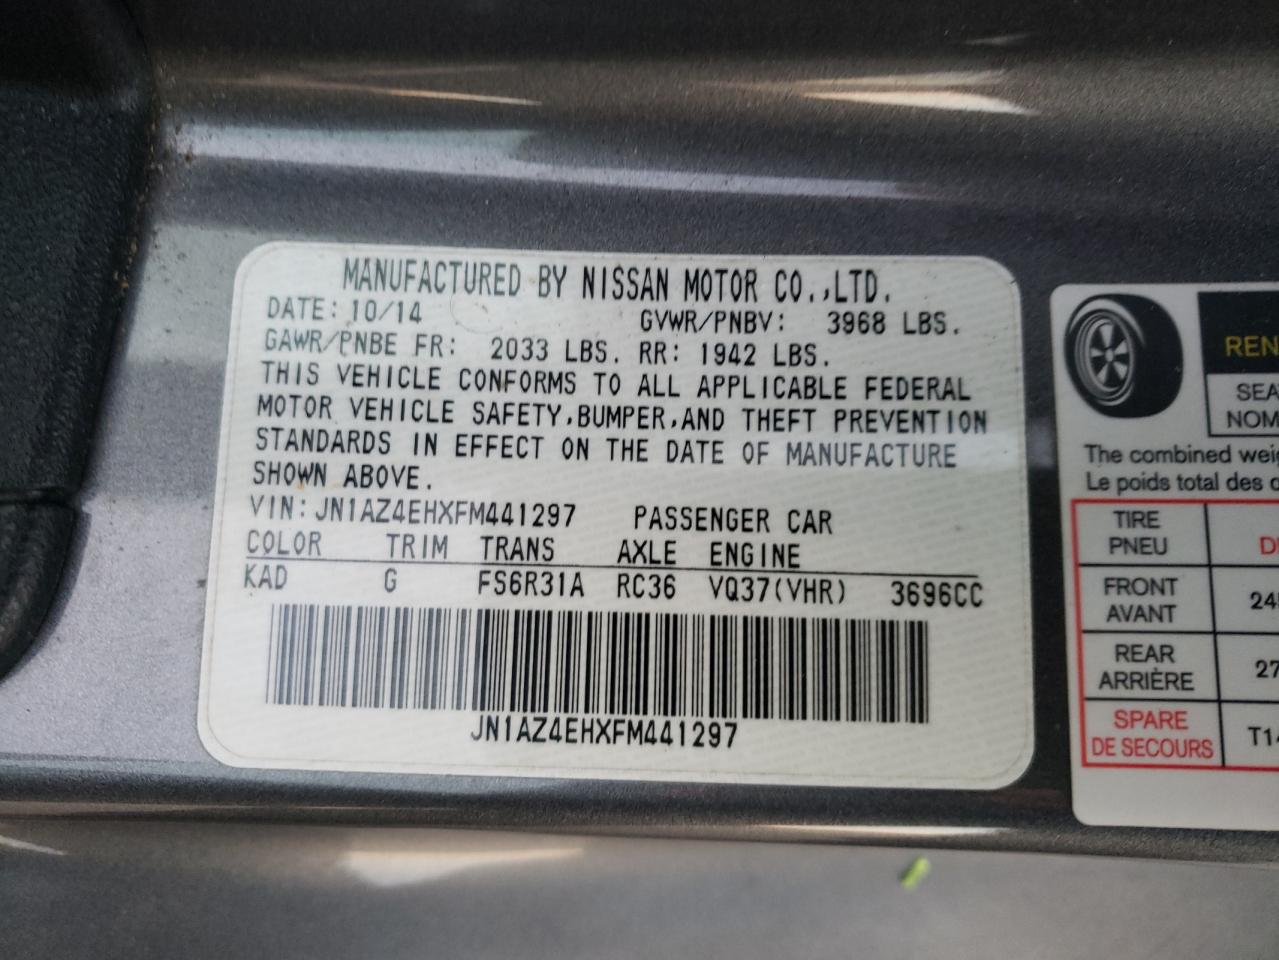 MANUFACTURED BY NISSAN MOTOR CO.,LTD.
DATE: 10/14 GVWR/PNBV: 3968 LBS.
GAWR/PNBE FR: 2033 LBS. RR: 1942 LBS.
THIS VEHICLE CONFORMS TO ALL APPLICABLE FEDERAL
MOTOR VEHICLE SAFETY,BUMPER,AND THEFT PREVENTION
STANDARDS IN EFFECT ON THE DATE OF MANUFACTURE
SHOWN ABOVE.
VIN:JN1AZ4EHXFM441297 PASSENGER CAR
COLOR TRIM TRANS AXLE ENGINE
KAD G FS6R31A RC36 VQ37(VHR) 3696CC
JN1AZ4EHXFM441297
The combined
Le poids total des
TIRE
PNEU
FRONT
AVANT
REAR
ARRIÈRE
SPARE
DE SECOURS